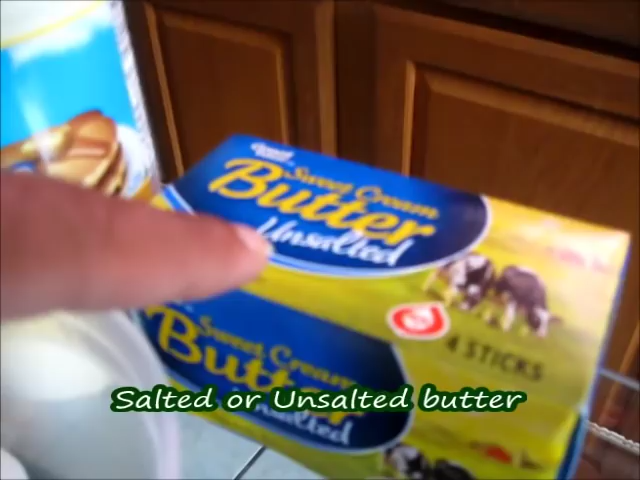 Sweet Cream
Butter
Unsalted
4 STICKS
Sweet Cream
Butter
Unsalted
Salted or Unsalted butter